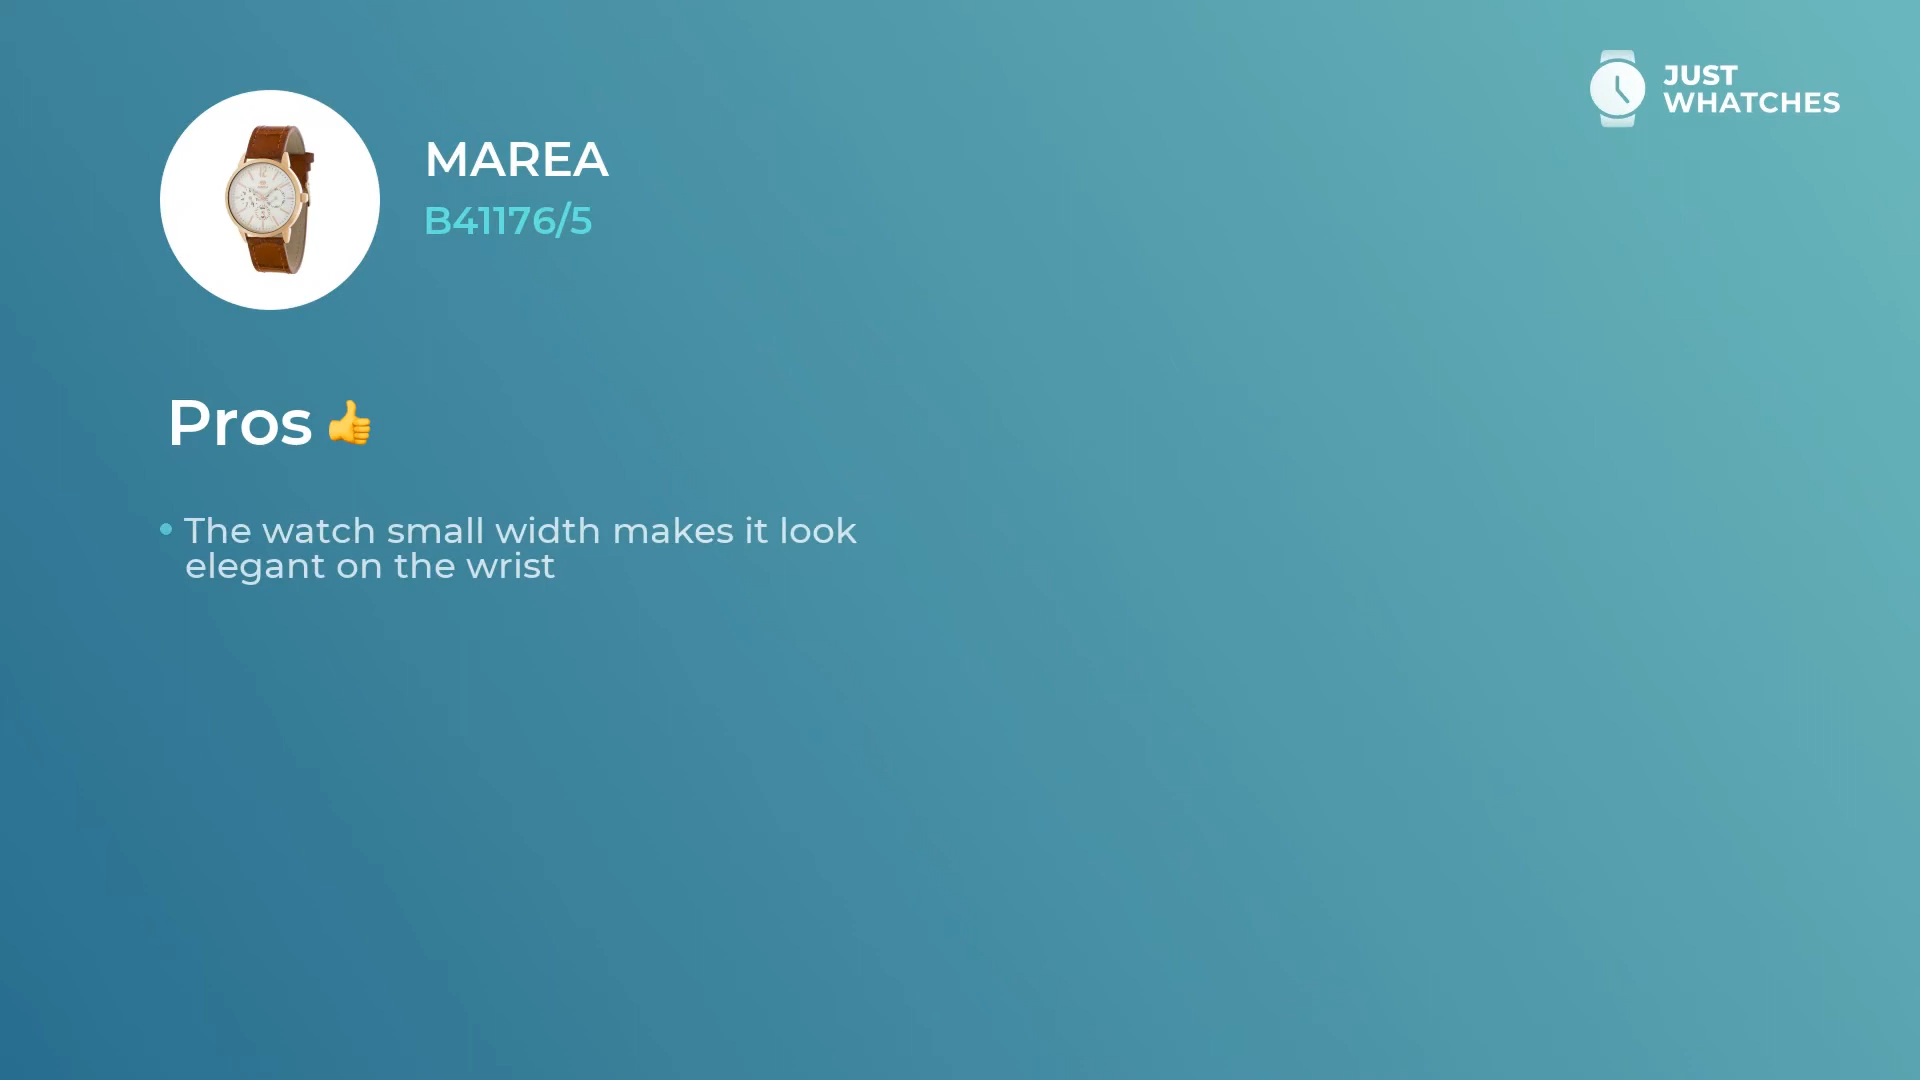 JUST
WHATCHES
MAREA
B41176/5
Pros 👍
• The watch small width makes it look
elegant on the wrist